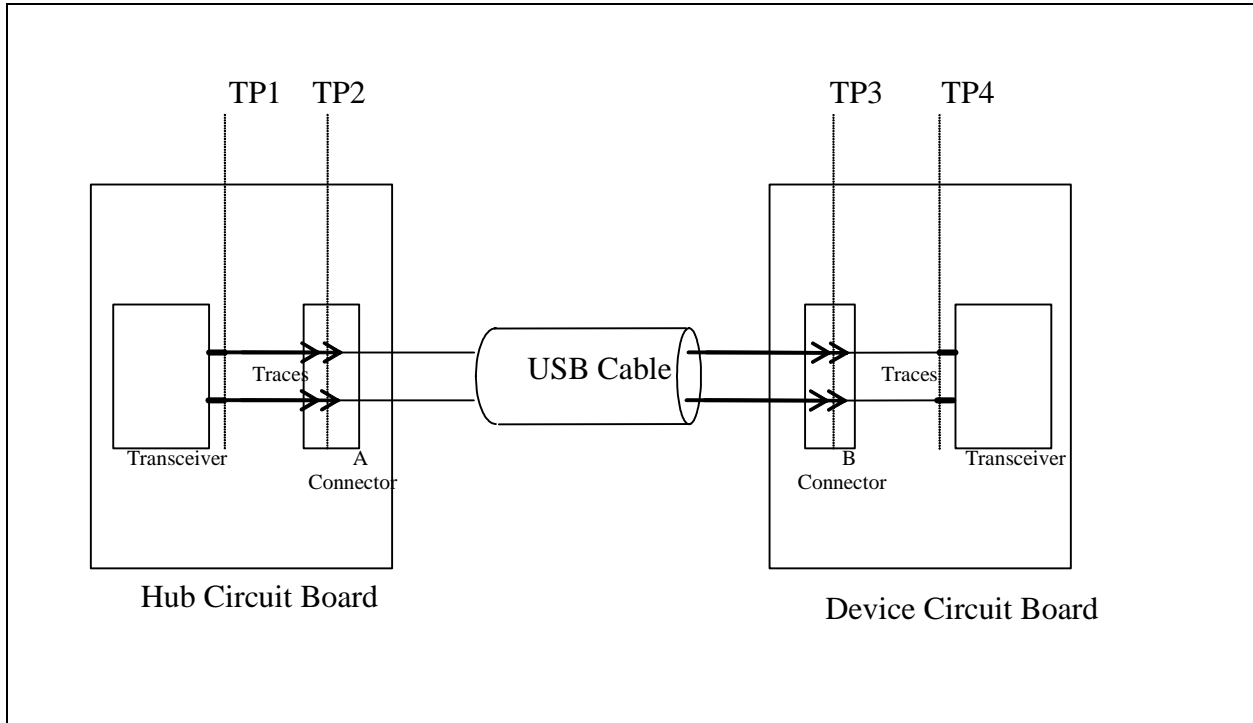 TP1 TP2 TP3 TP4
USB Cable
Traces
Traces
Transceiver
A
Connector
B
Connector
Transceiver
Hub Circuit Board
Device Circuit Board